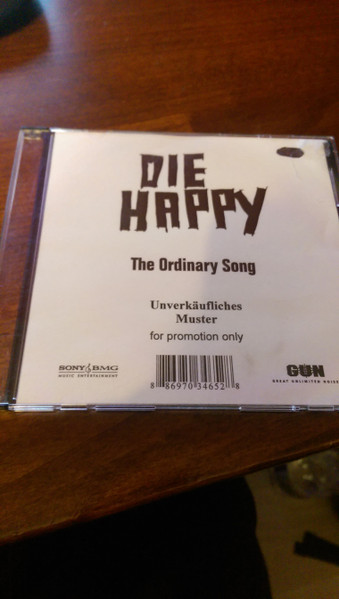 DIE
HAPPY
The Ordinary Song
Unverkäufliches
Muster
for promotion only
SONY BMG
MUSIC ENTERTAINMENT
8 86970 34652 8
GUN
GREAT UNLIMITED NOISES